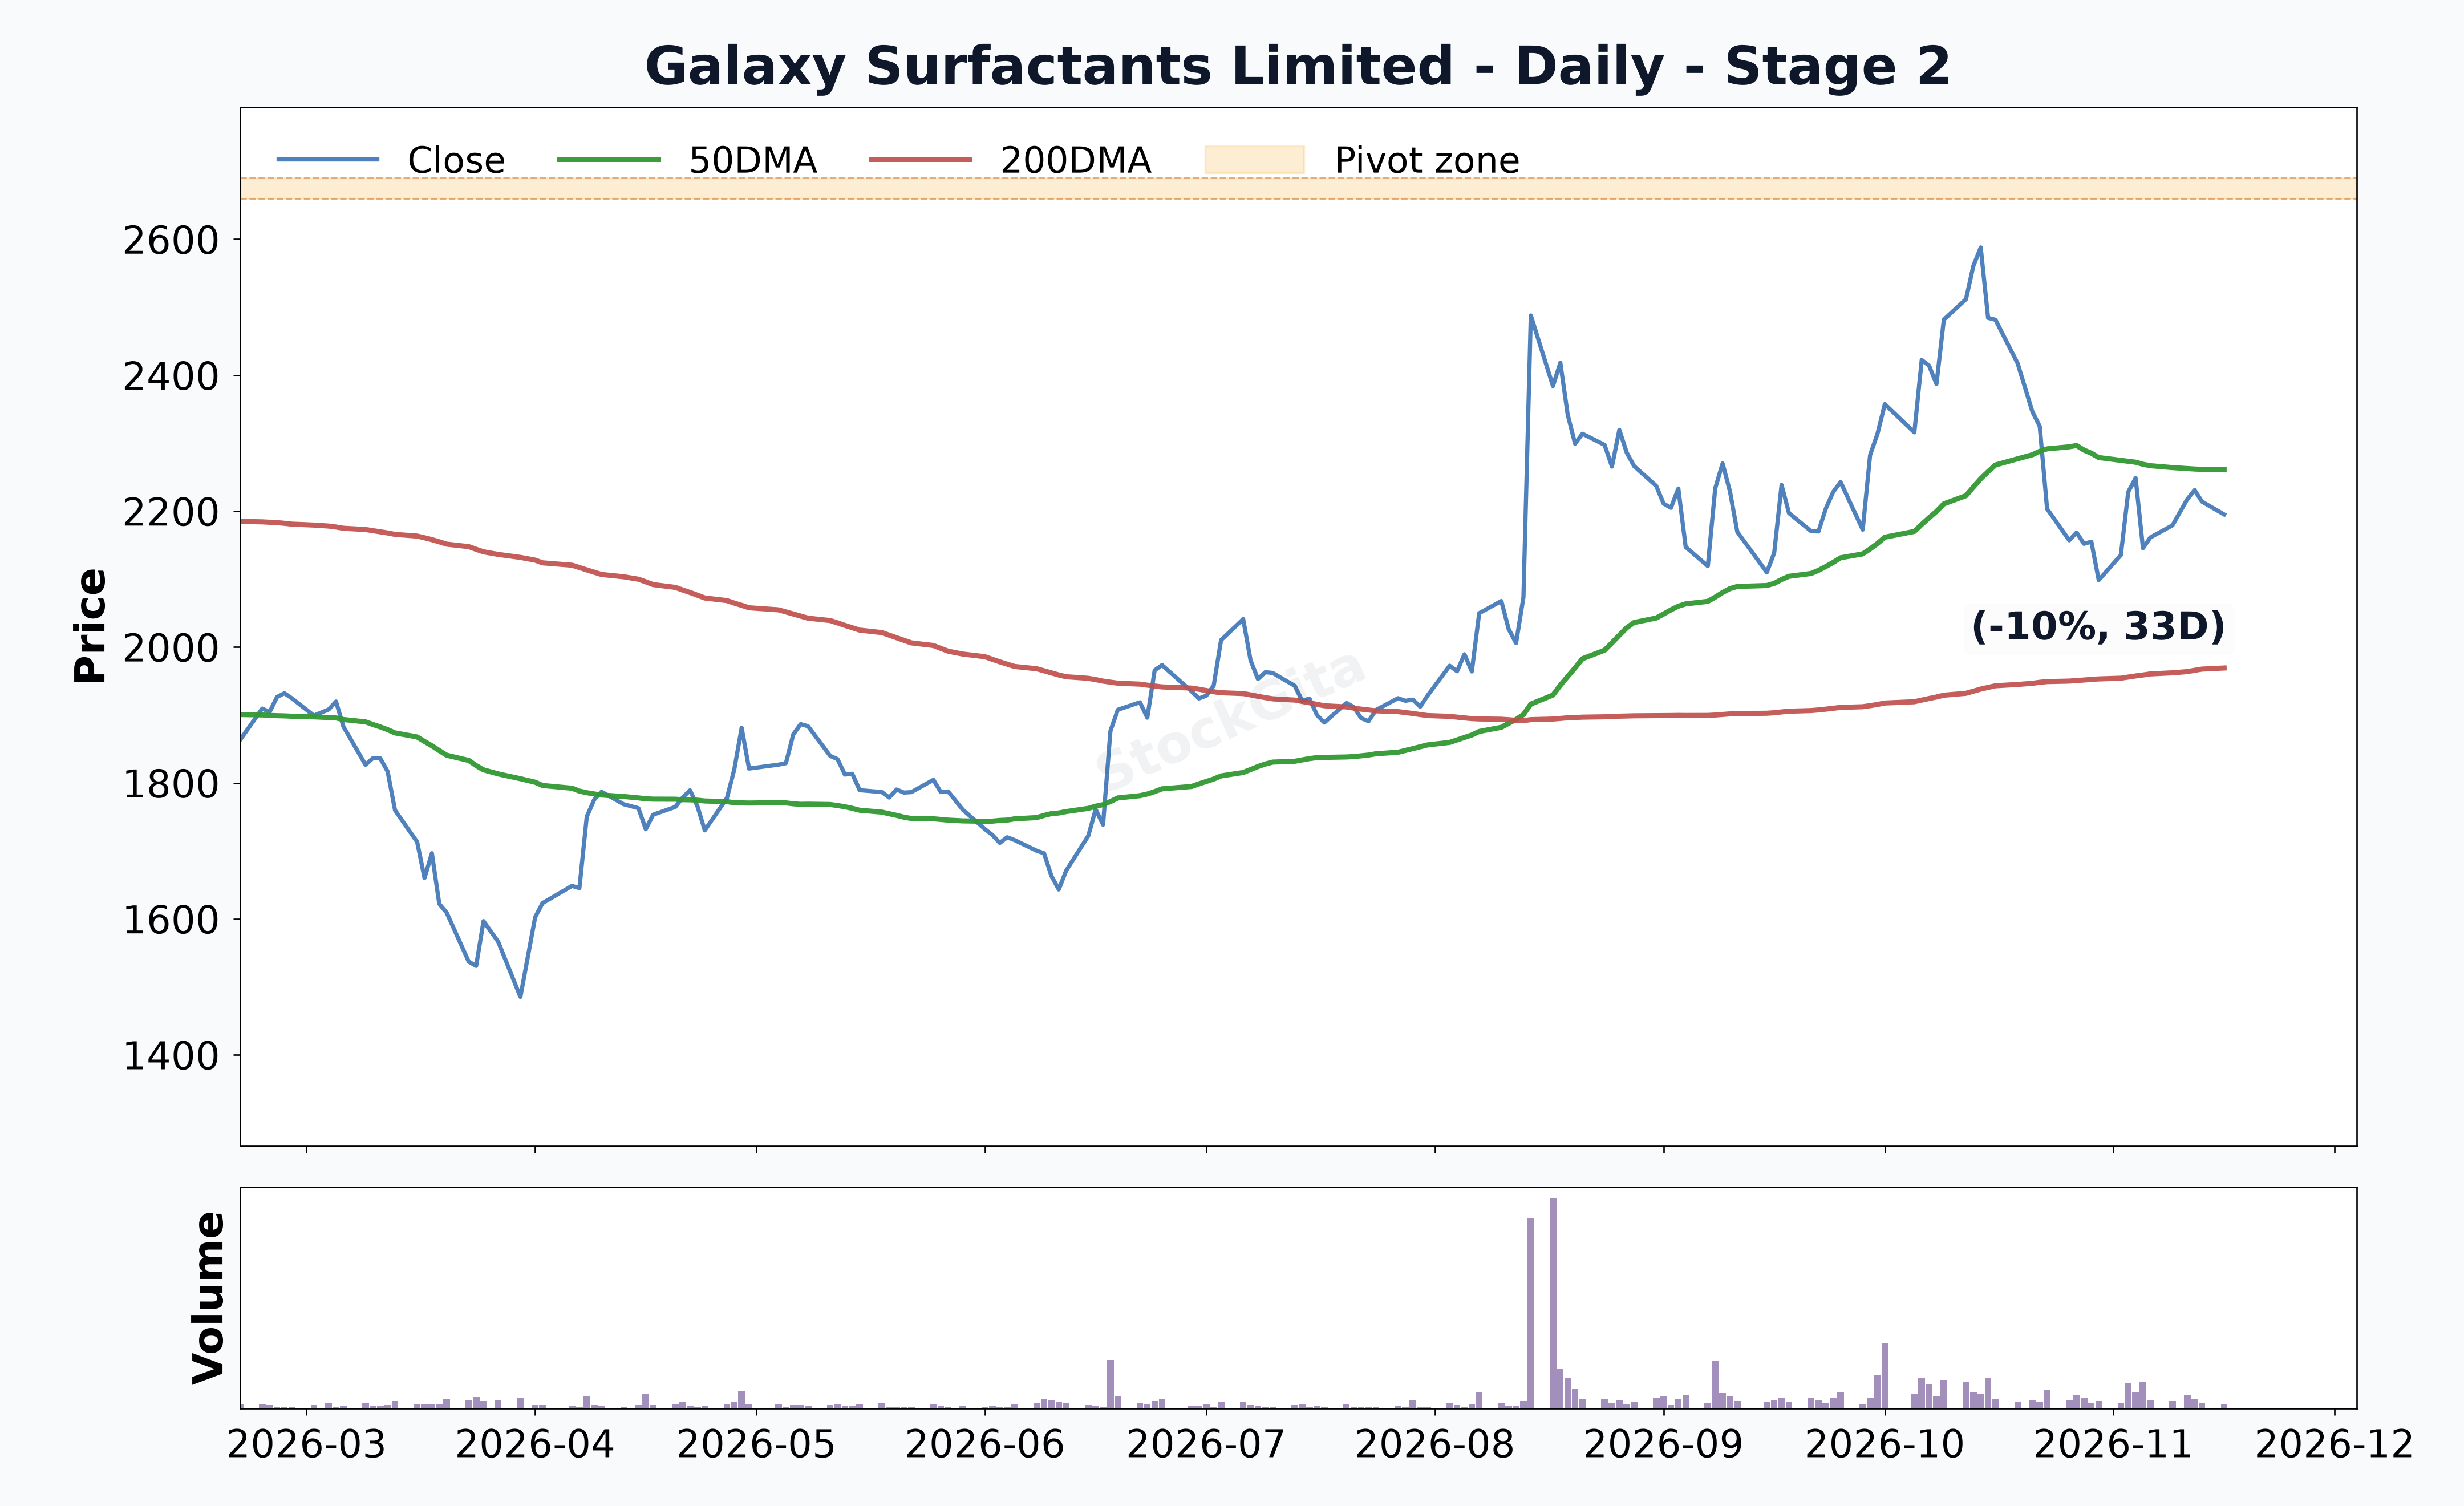 Galaxy Surfactants Limited - Daily - Stage 2
Close 50DMA 200DMA Pivot zone
2600
2400
2200
2000
1800
1600
1400
Price
(-10%, 33D)
StockGita
Volume
2026-03 2026-04 2026-05 2026-06 2026-07 2026-08 2026-09 2026-10 2026-11 2026-12